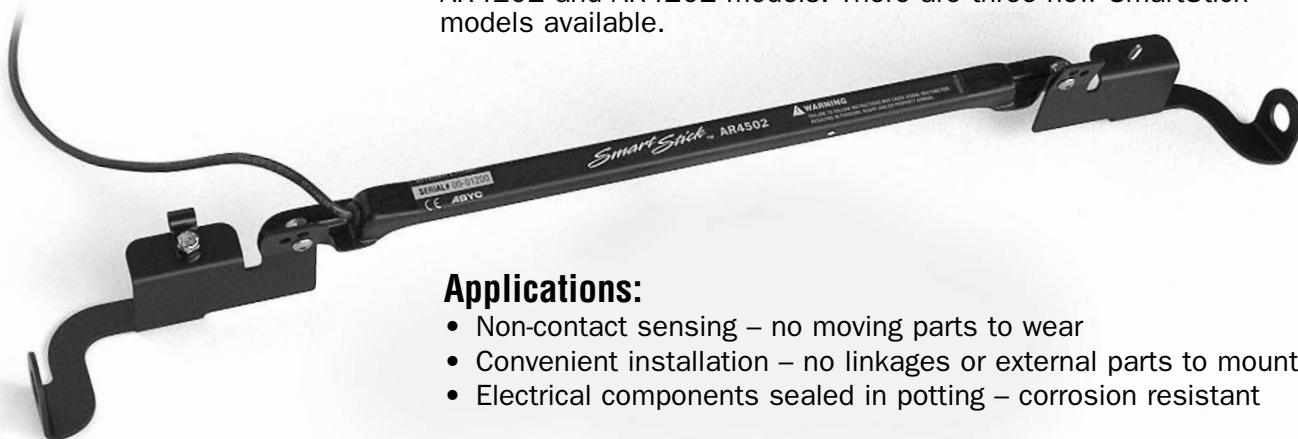 models available.
SmartStick™ AR4502
WARNING
SERIAL# 00-01200
CE ABYC
Applications:
• Non-contact sensing – no moving parts to wear
• Convenient installation – no linkages or external parts to mount
• Electrical components sealed in potting – corrosion resistant